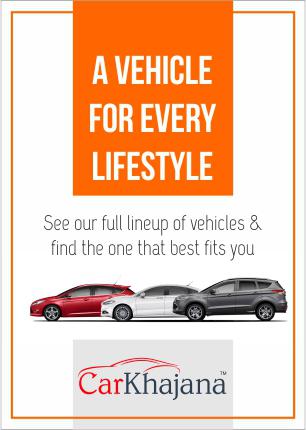 A VEHICLE
FOR EVERY
LIFESTYLE
See our full lineup of vehicles &
find the one that best fits you
CarKhajana™